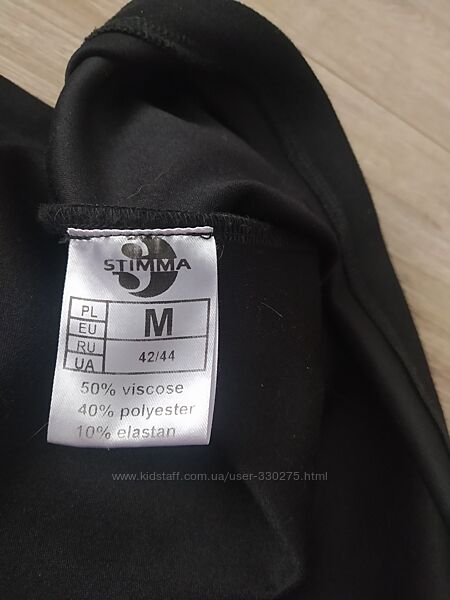 STIMMA
PL
EU
M
RU
UA
42/44
50% viscose
40% polyester
10% elastan
www.kidstaff.com.ua/user-330275.html